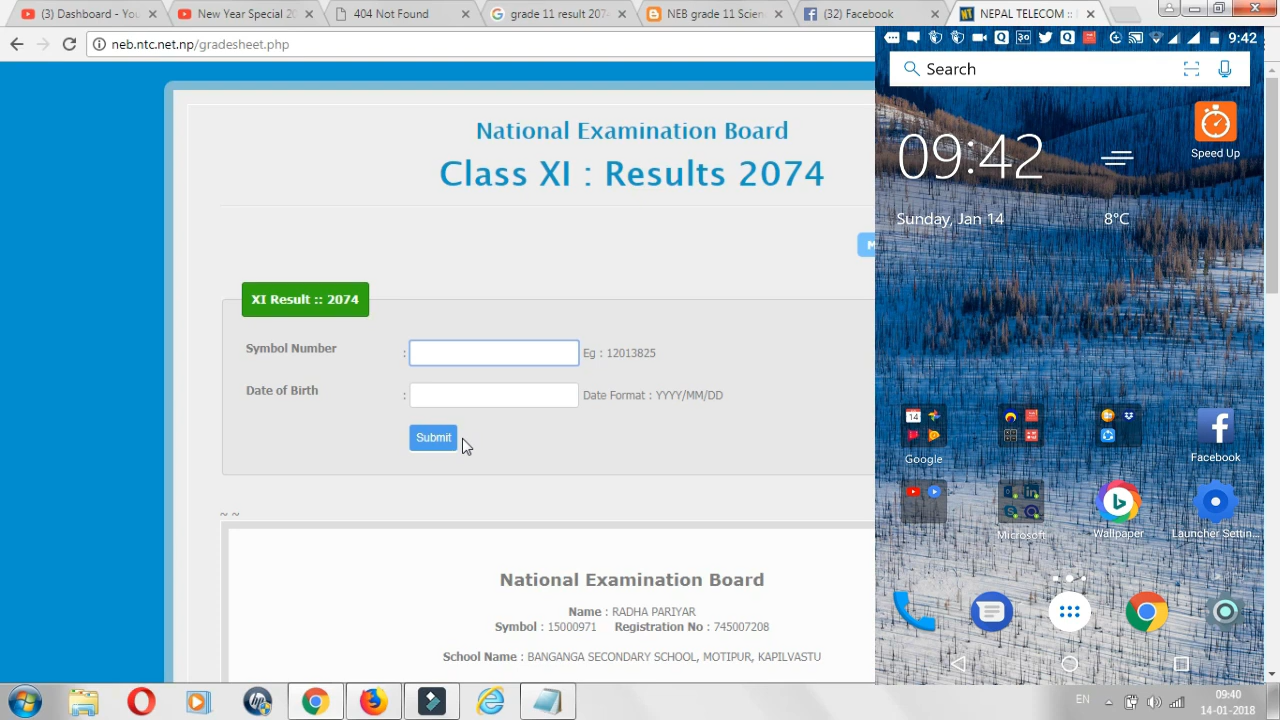 (3) Dashboard - You
New Year Special 20
404 Not Found
grade 11 result 2074
NEB grade 11 Scien
(32) Facebook
NEPAL TELECOM ::
neb.ntc.net.np/gradesheet.php
National Examination Board
Class XI : Results 2074
M
XI Result :: 2074
Symbol Number : Eg : 12013825
Date of Birth : Date Format : YYYY/MM/DD
Submit
~ ~
National Examination Board
Name : RADHA PARIYAR
Symbol : 15000971 Registration No : 745007208
School Name : BANGANGA SECONDARY SCHOOL, MOTIPUR, KAPILVASTU
30 9:42
Search
Speed Up
09:42
Sunday, Jan 14 8°C
14
Google
Facebook
Microsoft
Wallpaper
Launcher Settin...
EN
09:40
14-01-2018